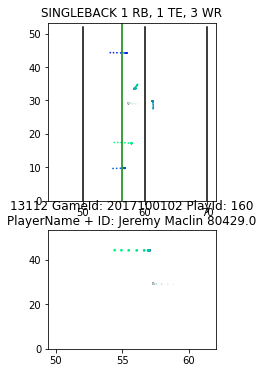 SINGLEBACK 1 RB, 1 TE, 3 WR
50
40
30
20
10
0
50 60 70
13112 GameId: 2017100102 PlayId: 160
PlayerName + ID: Jeremy Maclin 80429.0
40
20
0
50 55 60